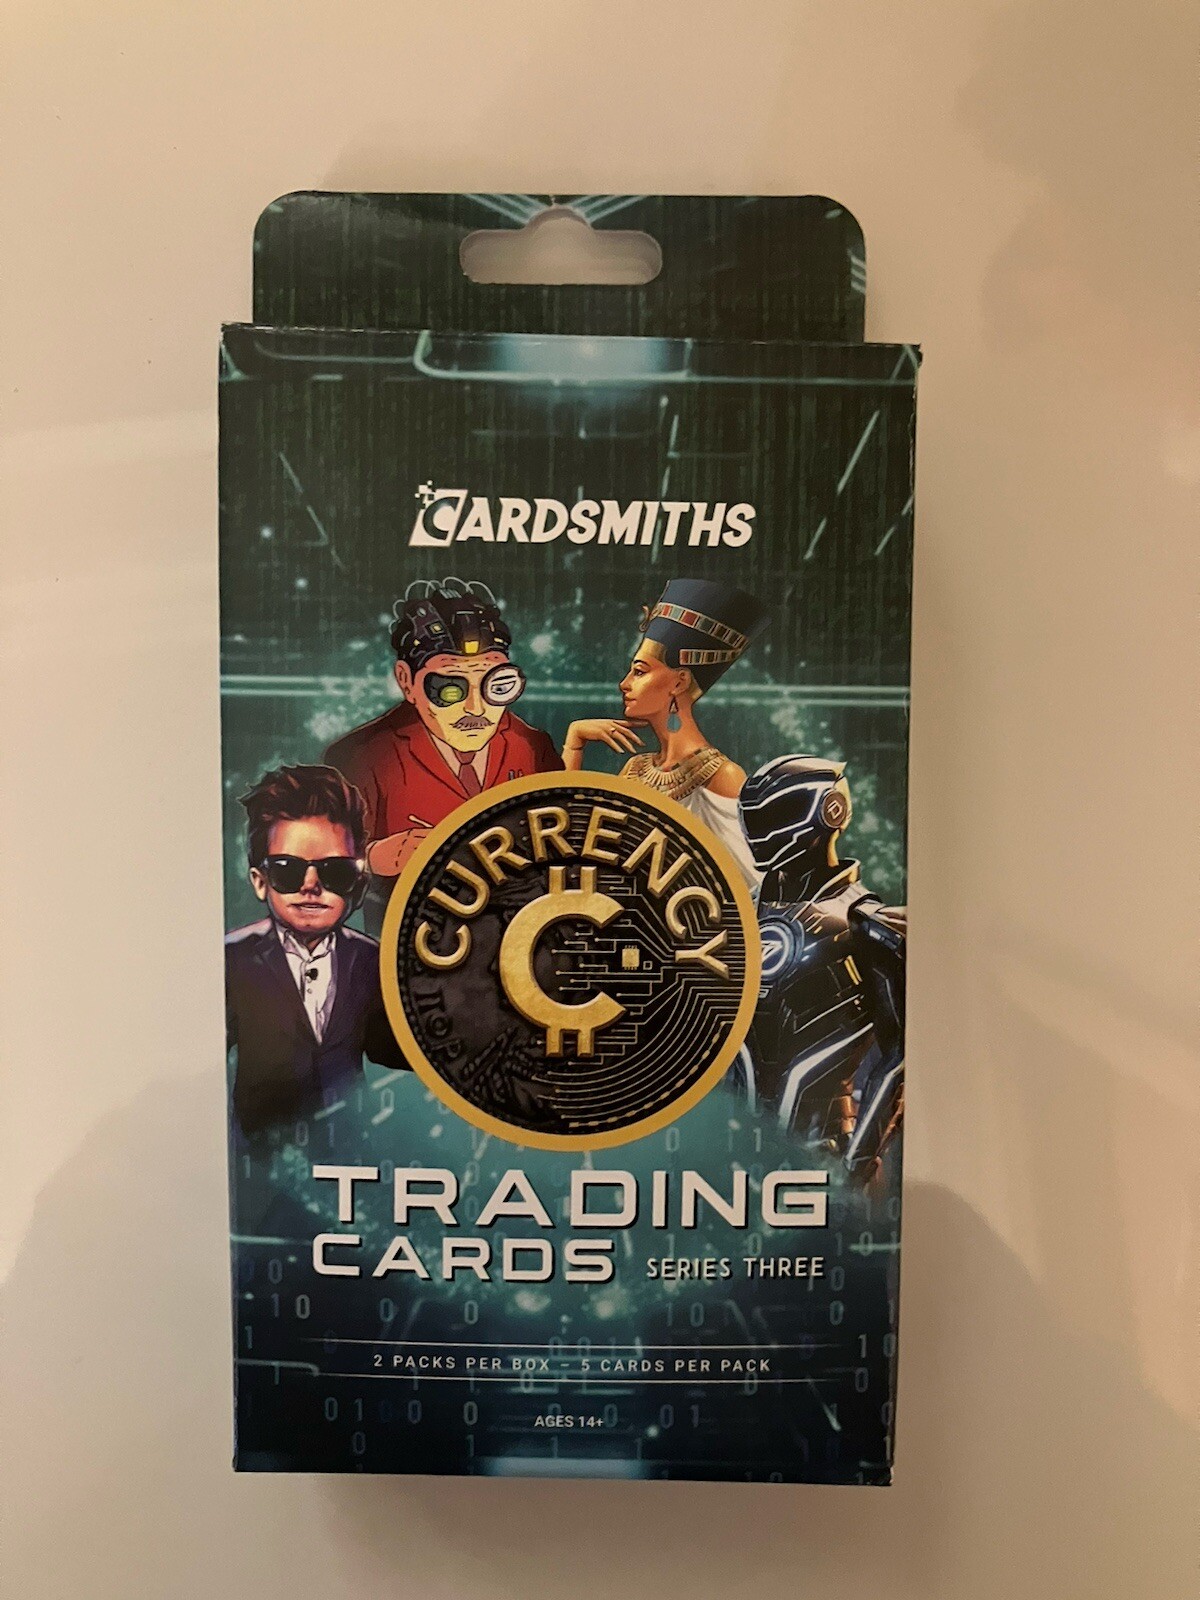 CARDSMITHS
CURRENCY
TRADING
CARDS SERIES THREE
2 PACKS PER BOX – 5 CARDS PER PACK
AGES 14+